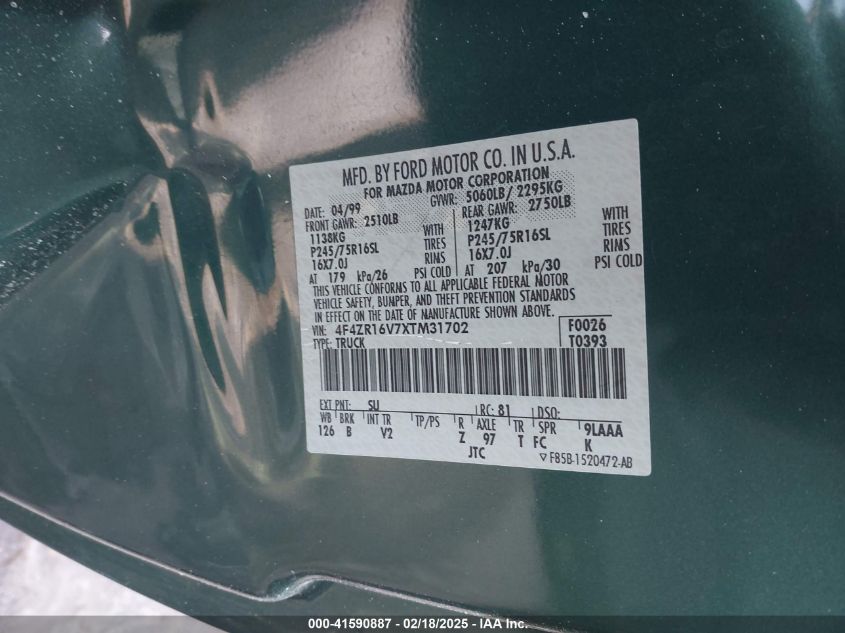 MFD. BY FORD MOTOR CO. IN U.S.A.
FOR MAZDA MOTOR CORPORATION
DATE: 04/99 GVWR: 5060LB/ 2295KG
FRONT GAWR: 2510LB REAR GAWR: 2750LB
1138KG WITH 1247KG WITH
P245/75R16SL TIRES P245/75R16SL TIRES
16X7.0J RIMS 16X7.0J RIMS
AT 179 kPa/26 PSI COLD AT 207 kPa/30 PSI COLD
THIS VEHICLE CONFORMS TO ALL APPLICABLE FEDERAL MOTOR
VEHICLE SAFETY, BUMPER, AND THEFT PREVENTION STANDARDS
IN EFFECT ON THE DATE OF MANUFACTURE SHOWN ABOVE.
VIN: 4F4ZR16V7XTM31702 F0026
TYPE: TRUCK T0393
EXT PNT: SU RC: 81 DSO:
WB BRK INT TR TP/PS R AXLE TR SPR 9LAAA
126 B V2 Z 97 T FC K
JTC
▽ F85B-1520472-AB
000-41590887 - 02/18/2025 - IAA Inc.